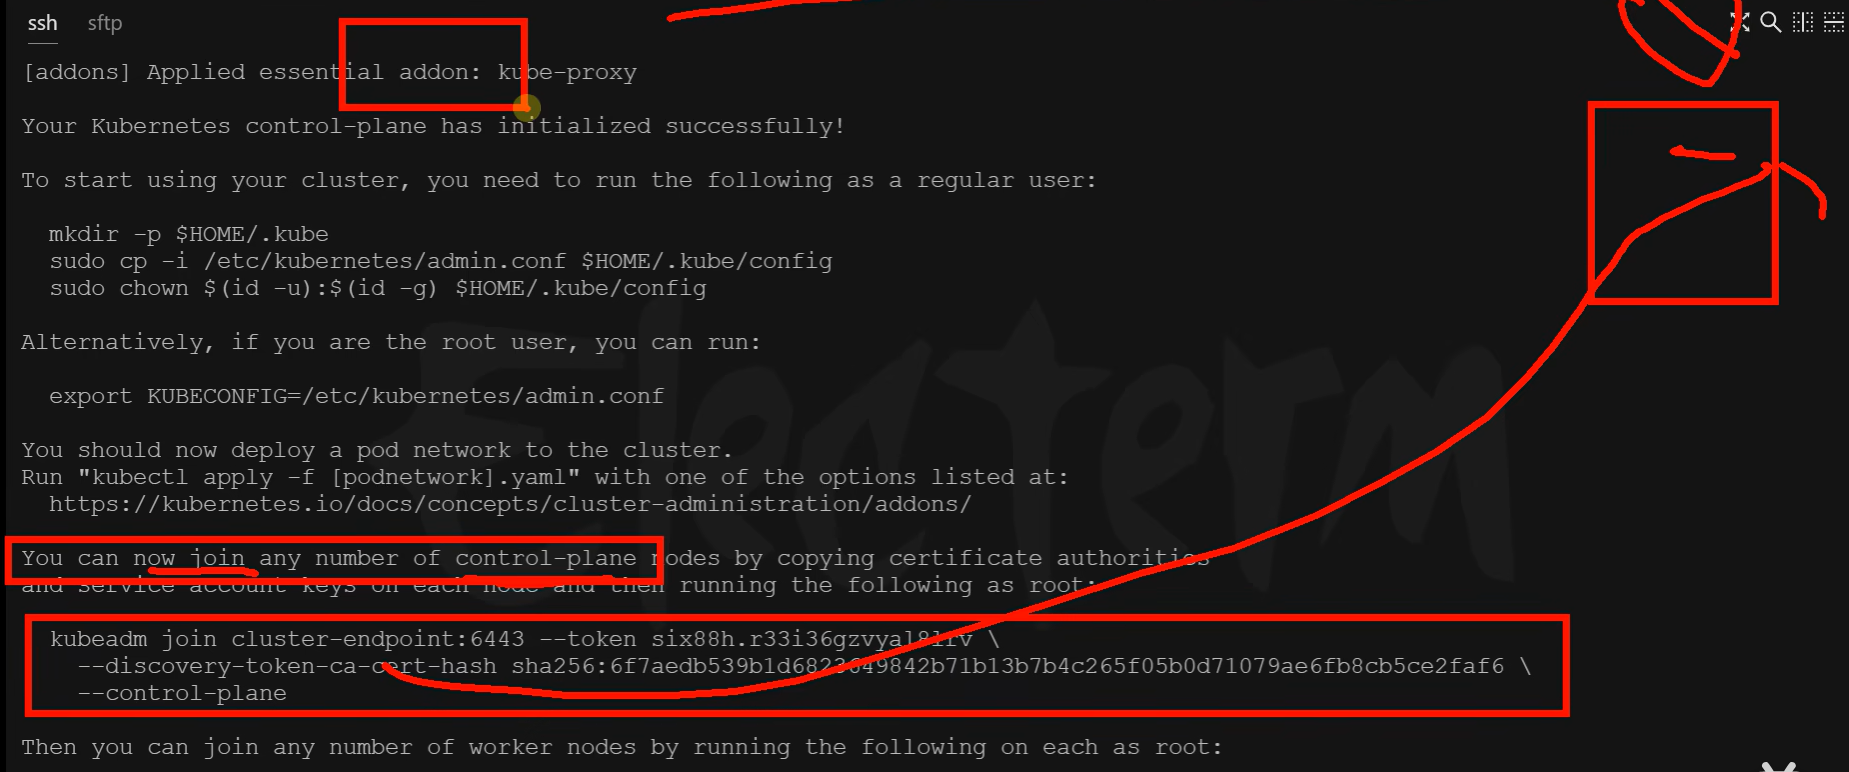 ssh sftp
[addons] Applied essential addon: kube-proxy
Your Kubernetes control-plane has initialized successfully!
To start using your cluster, you need to run the following as a regular user:
mkdir -p $HOME/.kube
sudo cp -i /etc/kubernetes/admin.conf $HOME/.kube/config
sudo chown $(id -u):$(id -g) $HOME/.kube/config
Alternatively, if you are the root user, you can run:
export KUBECONFIG=/etc/kubernetes/admin.conf
You should now deploy a pod network to the cluster.
Run "kubectl apply -f [podnetwork].yaml" with one of the options listed at:
https://kubernetes.io/docs/concepts/cluster-administration/addons/
You can now join any number of control-plane nodes by copying certificate authorities
and service account keys on each node and then running the following as root:
kubeadm join cluster-endpoint:6443 --token \
--discovery-token-ca-cert-hash \
--control-plane
Then you can join any number of worker nodes by running the following on each as root:
Electerm